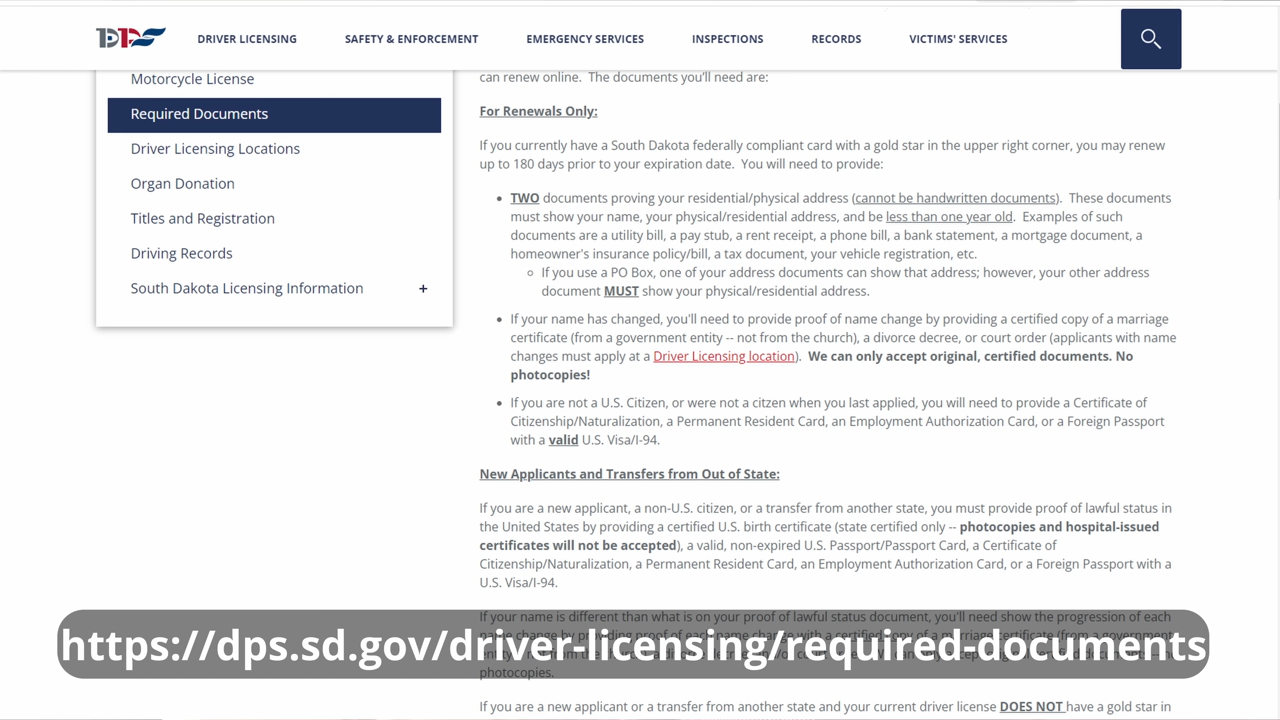 DPS
DRIVER LICENSING
SAFETY & ENFORCEMENT
EMERGENCY SERVICES
INSPECTIONS
RECORDS
VICTIMS' SERVICES
Motorcycle License
Required Documents
Driver Licensing Locations
Organ Donation
Titles and Registration
Driving Records
South Dakota Licensing Information +
can renew online. The documents you'll need are:
For Renewals Only:
If you currently have a South Dakota federally compliant card with a gold star in the upper right corner, you may renew
up to 180 days prior to your expiration date. You will need to provide:
• TWO documents proving your residential/physical address (cannot be handwritten documents). These documents
must show your name, your physical/residential address, and be less than one year old. Examples of such
documents are a utility bill, a pay stub, a rent receipt, a phone bill, a bank statement, a mortgage document, a
homeowner's insurance policy/bill, a tax document, your vehicle registration, etc.
◦ If you use a PO Box, one of your address documents can show that address; however, your other address
document MUST show your physical/residential address.
• If your name has changed, you'll need to provide proof of name change by providing a certified copy of a marriage
certificate (from a government entity -- not from the church), a divorce decree, or court order (applicants with name
changes must apply at a Driver Licensing location). We can only accept original, certified documents. No
photocopies!
• If you are not a U.S. Citizen, or were not a citzen when you last applied, you will need to provide a Certificate of
Citizenship/Naturalization, a Permanent Resident Card, an Employment Authorization Card, or a Foreign Passport
with a valid U.S. Visa/I-94.
New Applicants and Transfers from Out of State:
If you are a new applicant, a non-U.S. citizen, or a transfer from another state, you must provide proof of lawful status in
the United States by providing a certified U.S. birth certificate (state certified only -- photocopies and hospital-issued
certificates will not be accepted), a valid, non-expired U.S. Passport/Passport Card, a Certificate of
Citizenship/Naturalization, a Permanent Resident Card, an Employment Authorization Card, or a Foreign Passport with a
U.S. Visa/I-94.
If your name is different than what is on your proof of lawful status document, you'll need show the progression of each
name change by providing proof of each name change with a certified copy of a marriage certificate (from a government
https://dps.sd.gov/driver-licensing/required-documents
photocopies.
If you are a new applicant or a transfer from another state and your current driver license DOES NOT have a gold star in